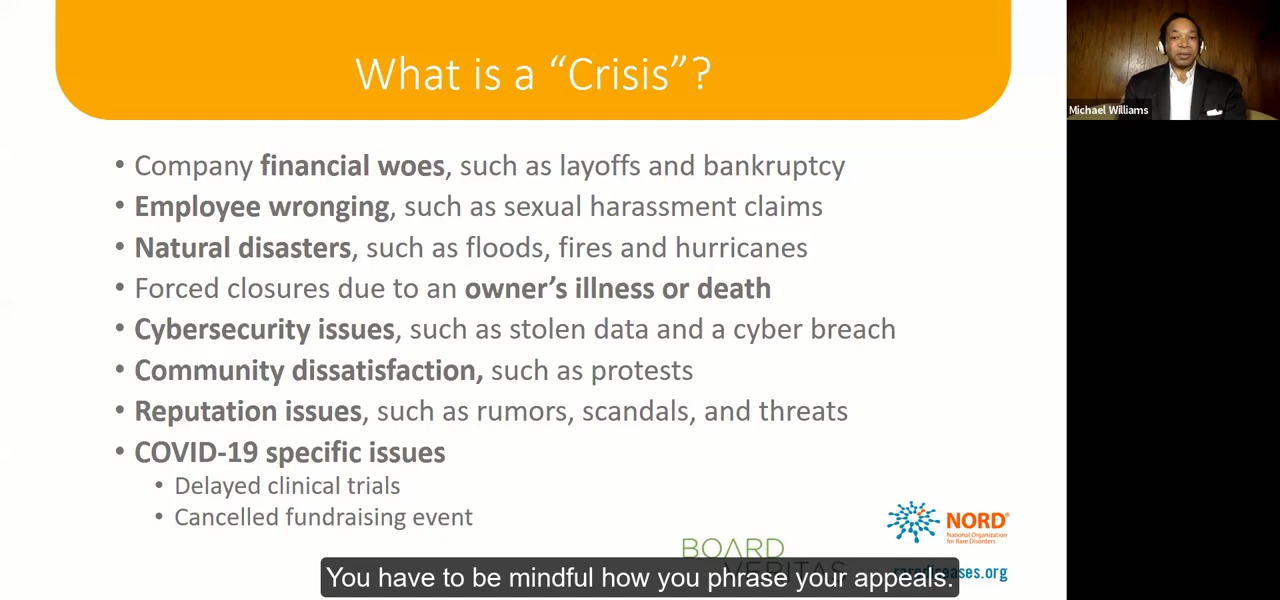 What is a “Crisis”?
Michael Williams
• Company financial woes, such as layoffs and bankruptcy
• Employee wronging, such as sexual harassment claims
• Natural disasters, such as floods, fires and hurricanes
• Forced closures due to an owner’s illness or death
• Cybersecurity issues, such as stolen data and a cyber breach
• Community dissatisfaction, such as protests
• Reputation issues, such as rumors, scandals, and threats
• COVID-19 specific issues
• Delayed clinical trials
• Cancelled fundraising event
NORD®
National Organization
for Rare Disorders
BOARD
You have to be mindful how you phrase your appeals.